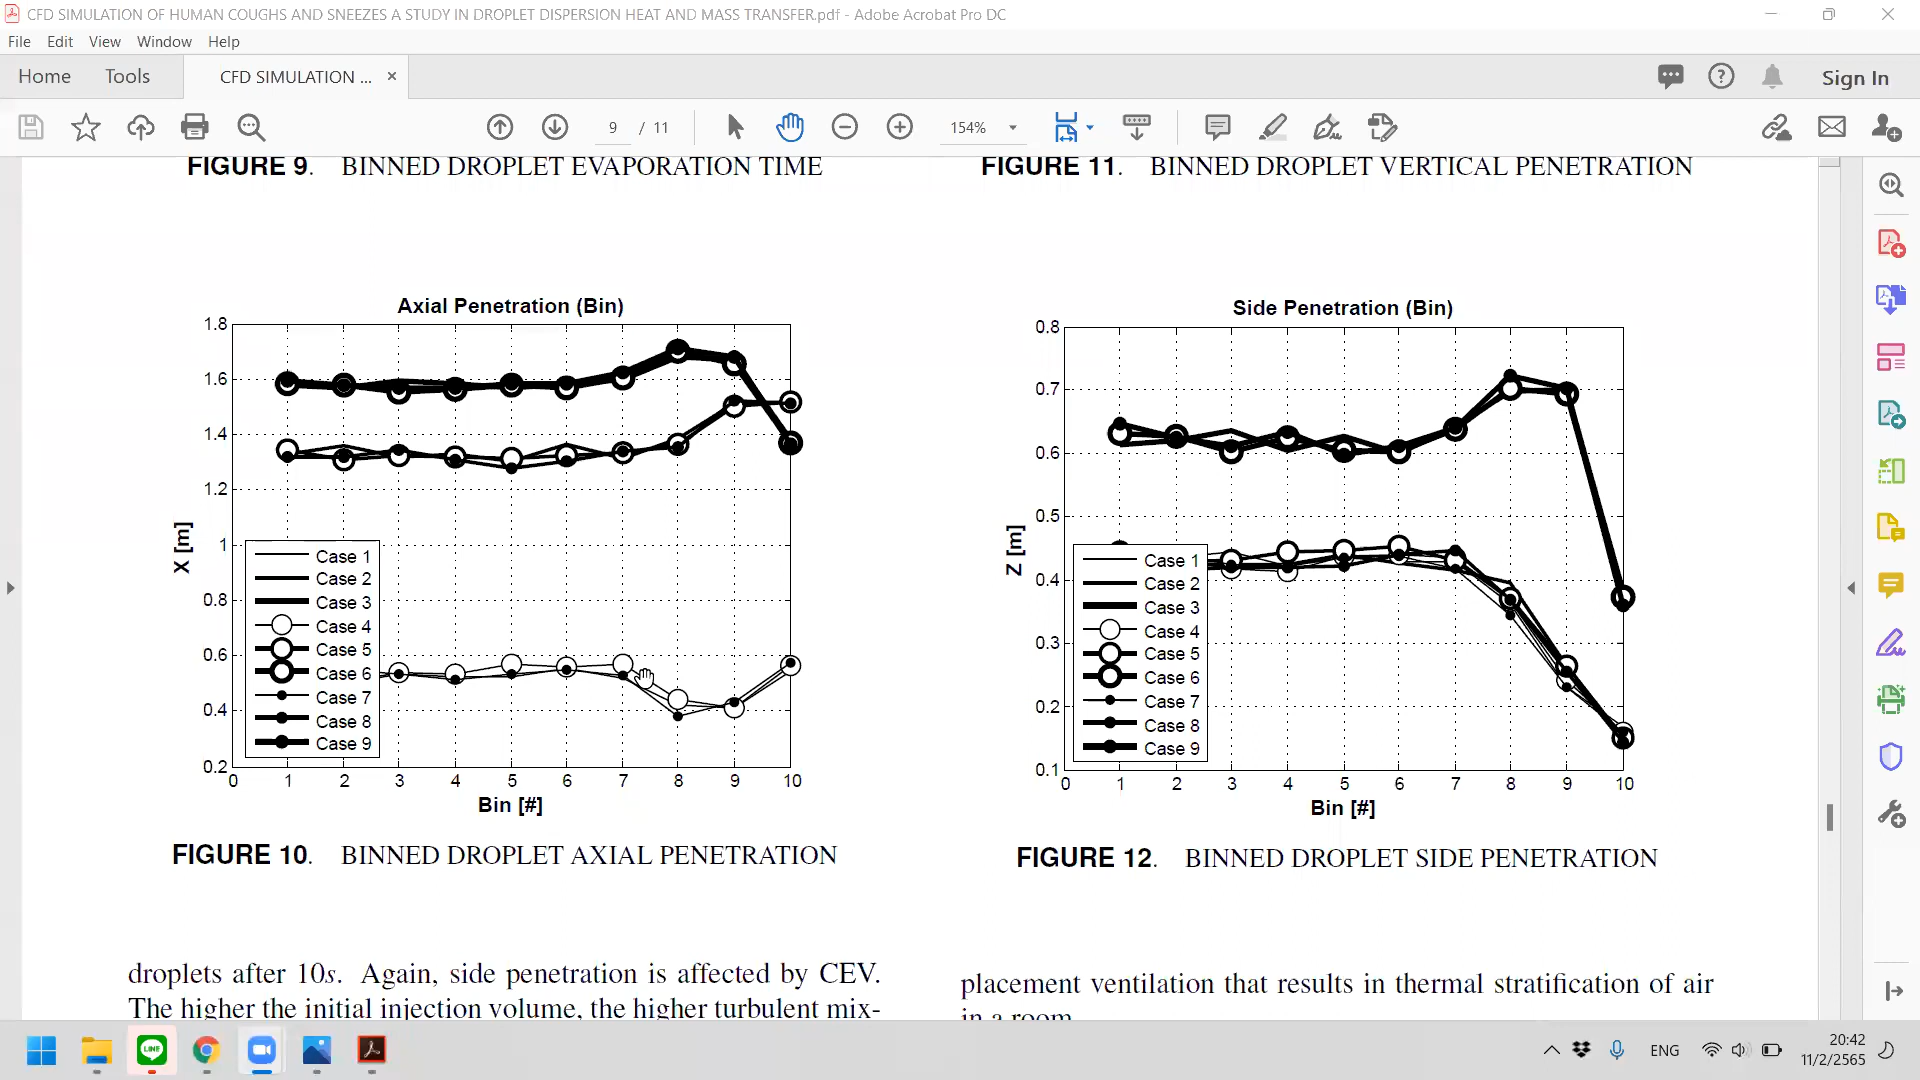 CFD SIMULATION OF HUMAN COUGHS AND SNEEZES A STUDY IN DROPLET DISPERSION HEAT AND MASS TRANSFER.pdf - Adobe Acrobat Pro DC
File Edit View Window Help
Home Tools CFD SIMULATION ... × Sign In
9 / 11 154%
FIGURE 9. BINNED DROPLET EVAPORATION TIME
FIGURE 11. BINNED DROPLET VERTICAL PENETRATION
Axial Penetration (Bin)
1.8
1.6
1.4
1.2
1
0.8
0.6
0.4
0.2
X [m]
Case 1
Case 2
Case 3
Case 4
Case 5
Case 6
Case 7
Case 8
Case 9
0 1 2 3 4 5 6 7 8 9 10
Bin [#]
FIGURE 10. BINNED DROPLET AXIAL PENETRATION
Side Penetration (Bin)
0.8
0.7
0.6
0.5
0.4
0.3
0.2
0.1
Z [m]
Case 1
Case 2
Case 3
Case 4
Case 5
Case 6
Case 7
Case 8
Case 9
0 1 2 3 4 5 6 7 8 9 10
Bin [#]
FIGURE 12. BINNED DROPLET SIDE PENETRATION
droplets after 10s. Again, side penetration is affected by CEV.
The higher the initial injection volume, the higher turbulent mix-
placement ventilation that results in thermal stratification of air
in a room
LINE
ENG
20:42
11/2/2565